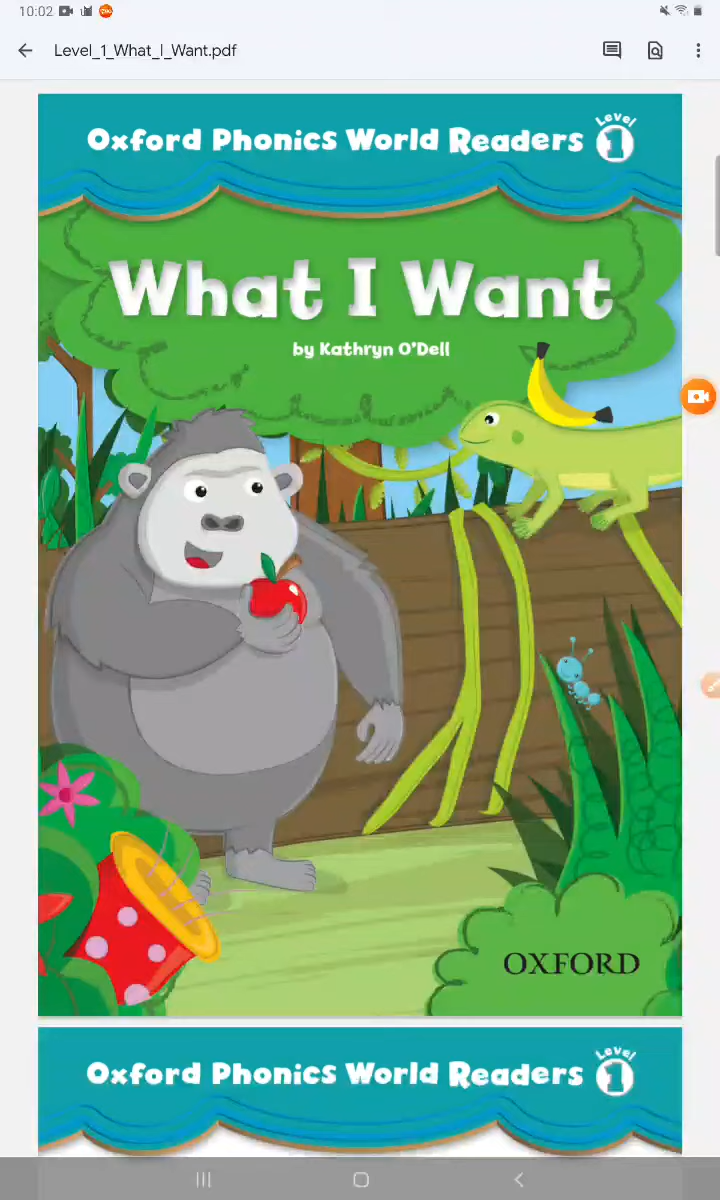 10:02
Level_1_What_I_Want.pdf
Oxford Phonics World Readers Level 1
What I Want
by Kathryn O'Dell
OXFORD
Oxford Phonics World Readers Level 1